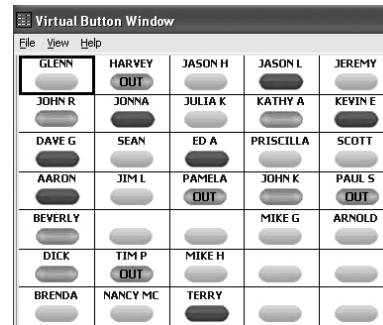 Virtual Button Window
File View Help
GLENN HARVEY JASON H JASON L JEREMY
OUT
JOHN R JONNA JULIA K KATHY A KEVIN E
DAVE G SEAN ED A PRISCILLA SCOTT
AARON JIM L PAMELA JOHN K PAUL S
OUT OUT
BEVERLY MIKE G ARNOLD
DICK TIM P MIKE H
OUT
BRENDA NANCY MC TERRY